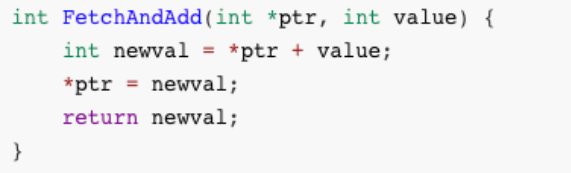 int FetchAndAdd(int *ptr, int value) {
    int newval = *ptr + value;
    *ptr = newval;
    return newval;
}